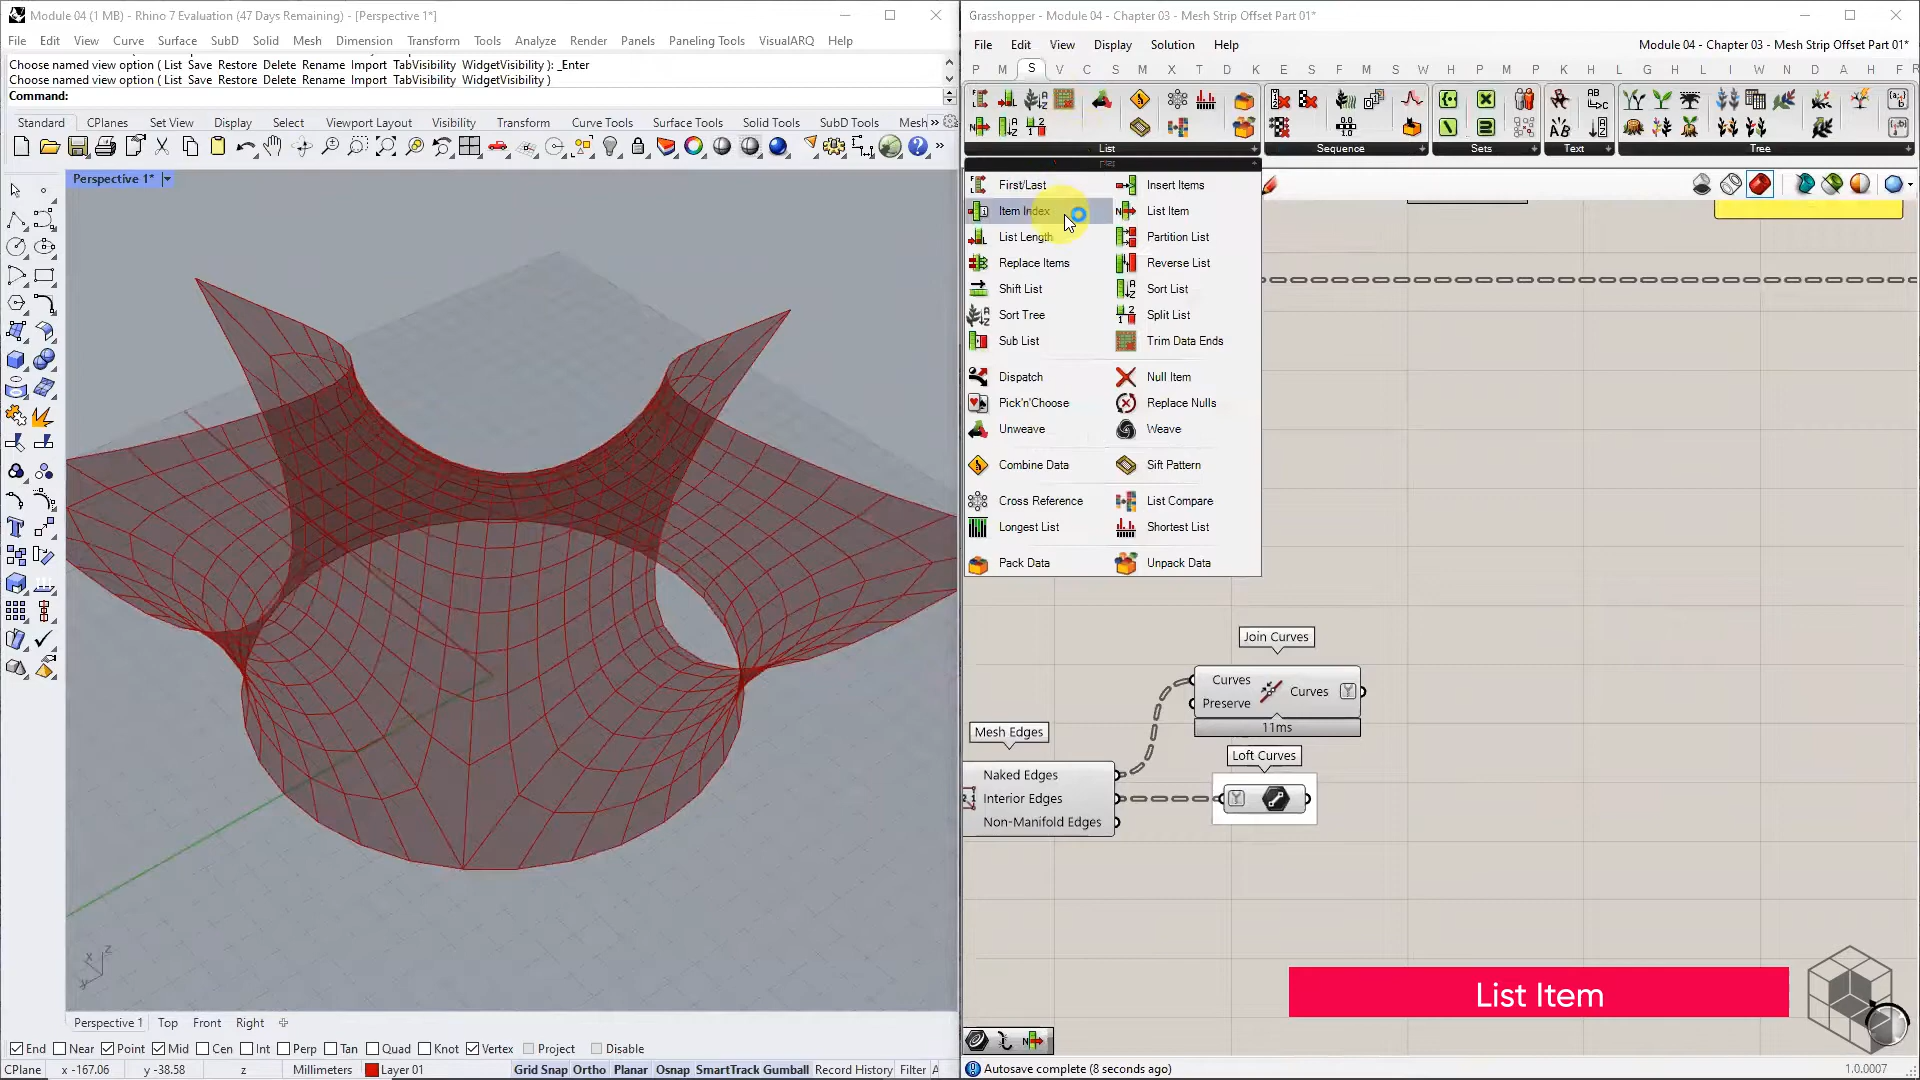 Module 04 (1 MB) - Rhino 7 Evaluation (47 Days Remaining) - [Perspective 1*]
File Edit View Curve Surface SubD Solid Mesh Dimension Transform Tools Analyze Render Panels Paneling Tools VisualARQ Help
Choose named view option ( List Save Restore Delete Rename Import TabVisibility WidgetVisibility ): _Enter
Choose named view option ( List Save Restore Delete Rename Import TabVisibility WidgetVisibility )
Command:
Standard CPlanes Set View Display Select Viewport Layout Visibility Transform Curve Tools Surface Tools Solid Tools SubD Tools Mesh »
Perspective 1*
z
x
y
Perspective 1 Top Front Right
End Near Point Mid Cen Int Perp Tan Quad Knot Vertex Project Disable
CPlane x -167.06 y -38.58 z Millimeters Layer 01 Grid Snap Ortho Planar Osnap SmartTrack Gumball Record History Filter A
Grasshopper - Module 04 - Chapter 03 - Mesh Strip Offset Part 01*
File Edit View Display Solution Help
Module 04 - Chapter 03 - Mesh Strip Offset Part 01*
P M S V C S M X T D K E S F M S W H P M P K F H L I W N D A H F
List Sequence Sets Text Tree
First/Last Insert Items
Item Index List Item
List Length Partition List
Replace Items Reverse List
Shift List Sort List
Sort Tree Split List
Sub List Trim Data Ends
Dispatch Null Item
Pick'n'Choose Replace Nulls
Unweave Weave
Combine Data Sift Pattern
Cross Reference List Compare
Longest List Shortest List
Pack Data Unpack Data
Join Curves
Curves Curves
Preserve
11ms
Mesh Edges
Naked Edges
Interior Edges
Non-Manifold Edges
Loft Curves
List Item
Autosave complete (8 seconds ago)
1.0.0007